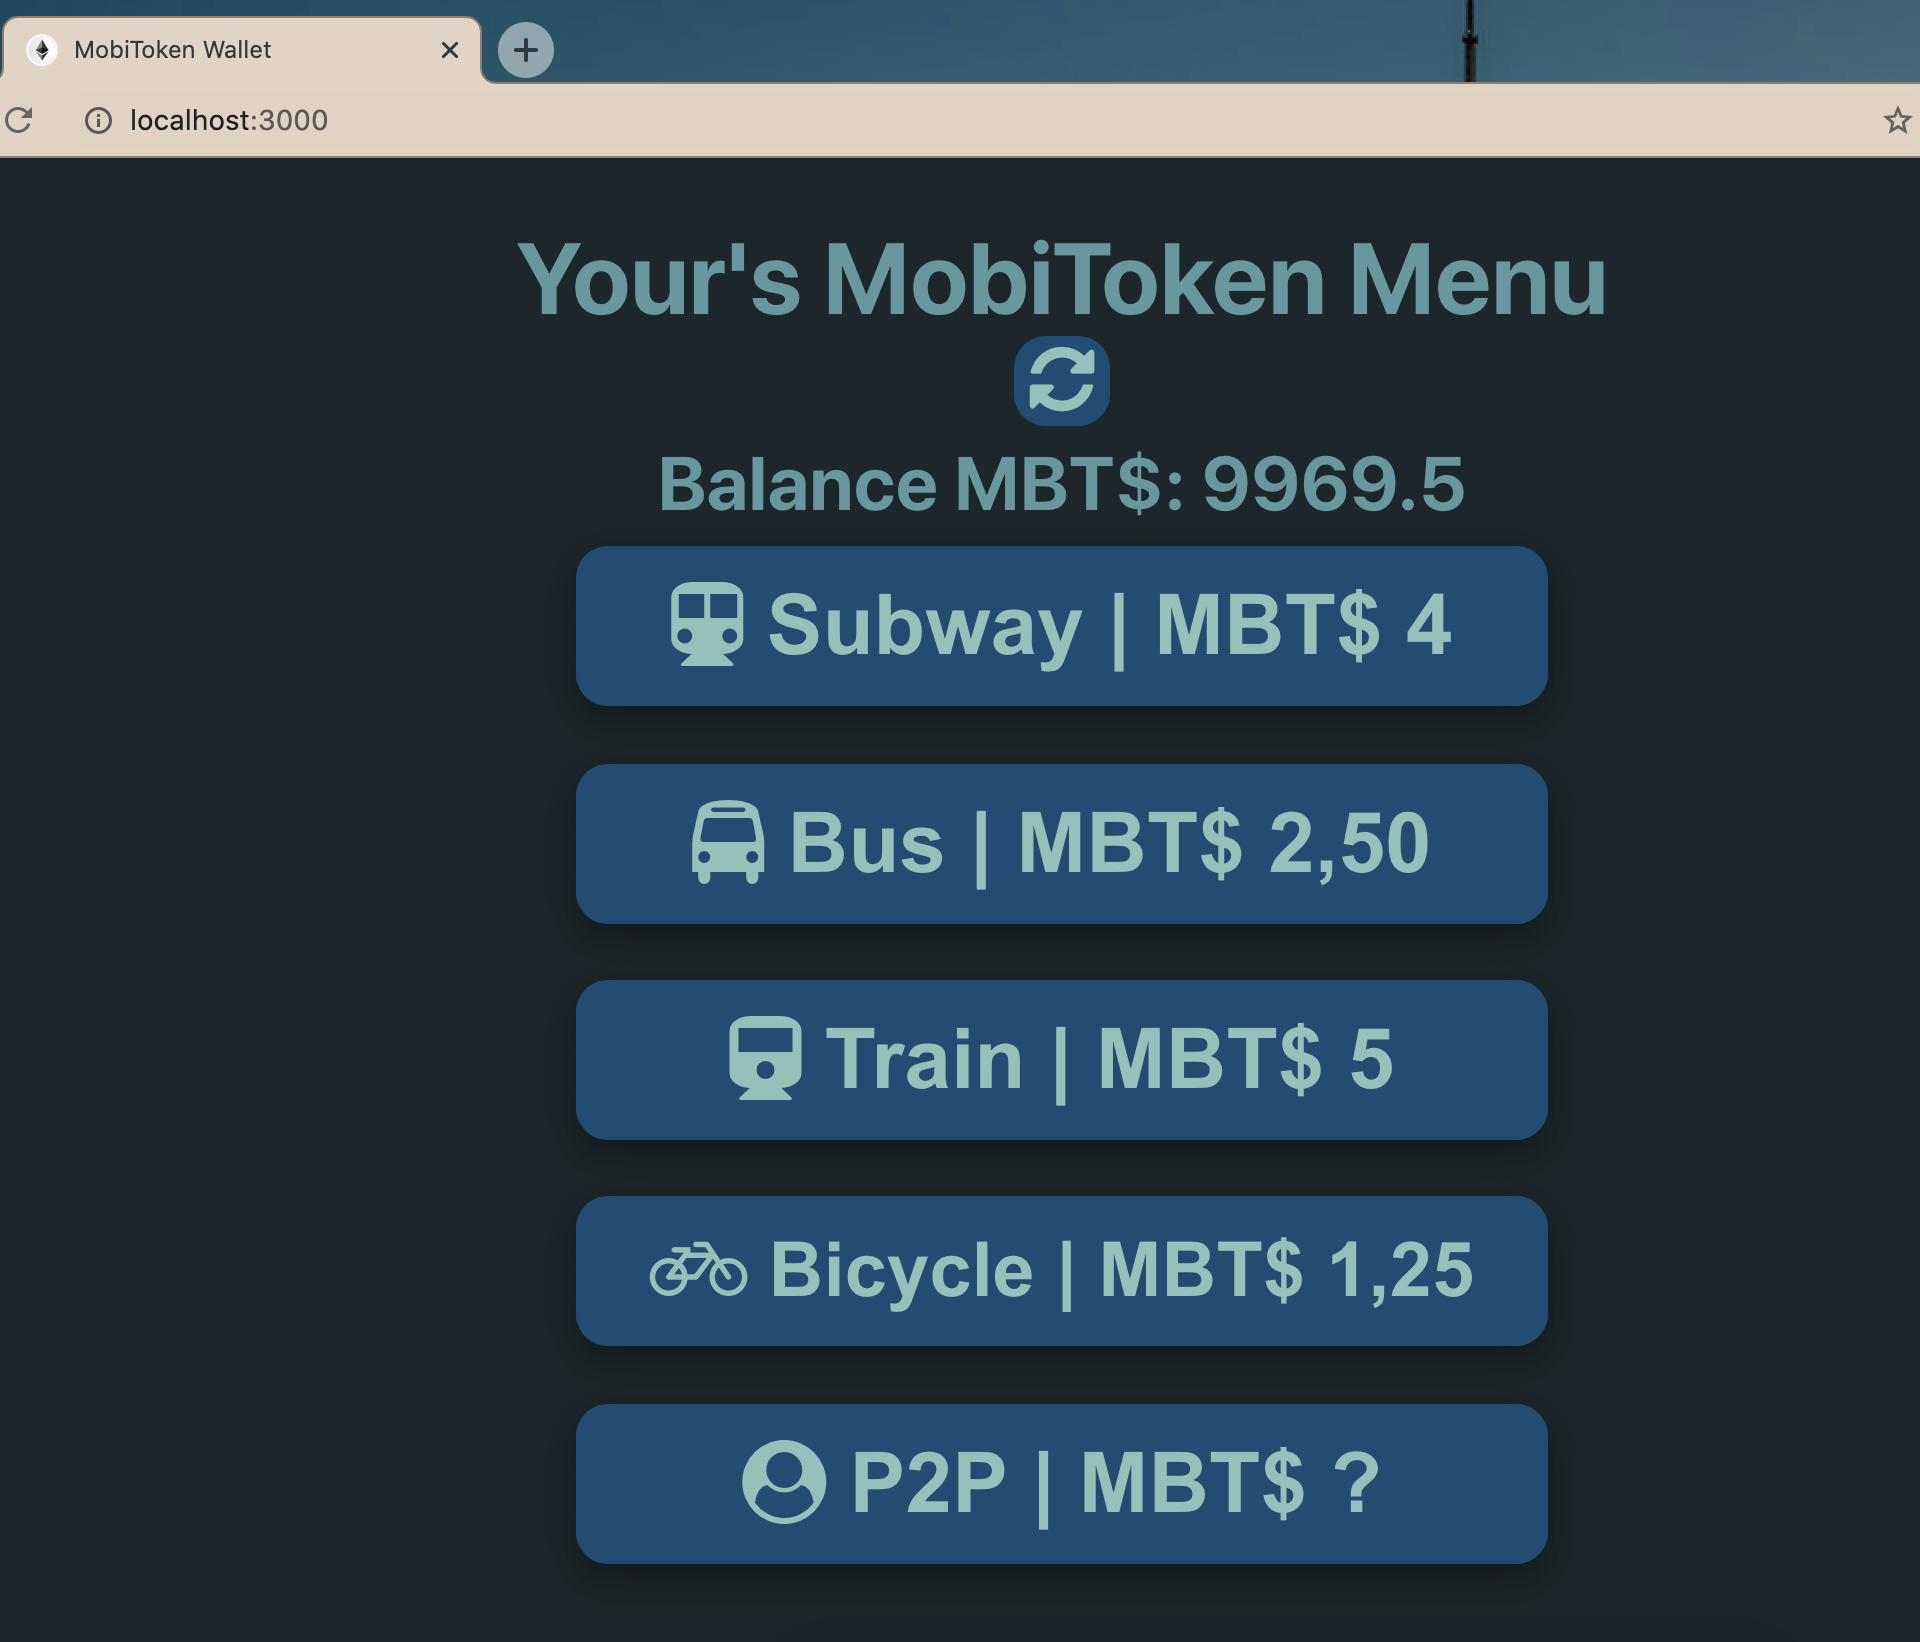 MobiToken Wallet
localhost:3000
Your's MobiToken Menu
Balance MBT$: 9969.5
Subway | MBT$ 4
Bus | MBT$ 2,50
Train | MBT$ 5
Bicycle | MBT$ 1,25
P2P | MBT$ ?